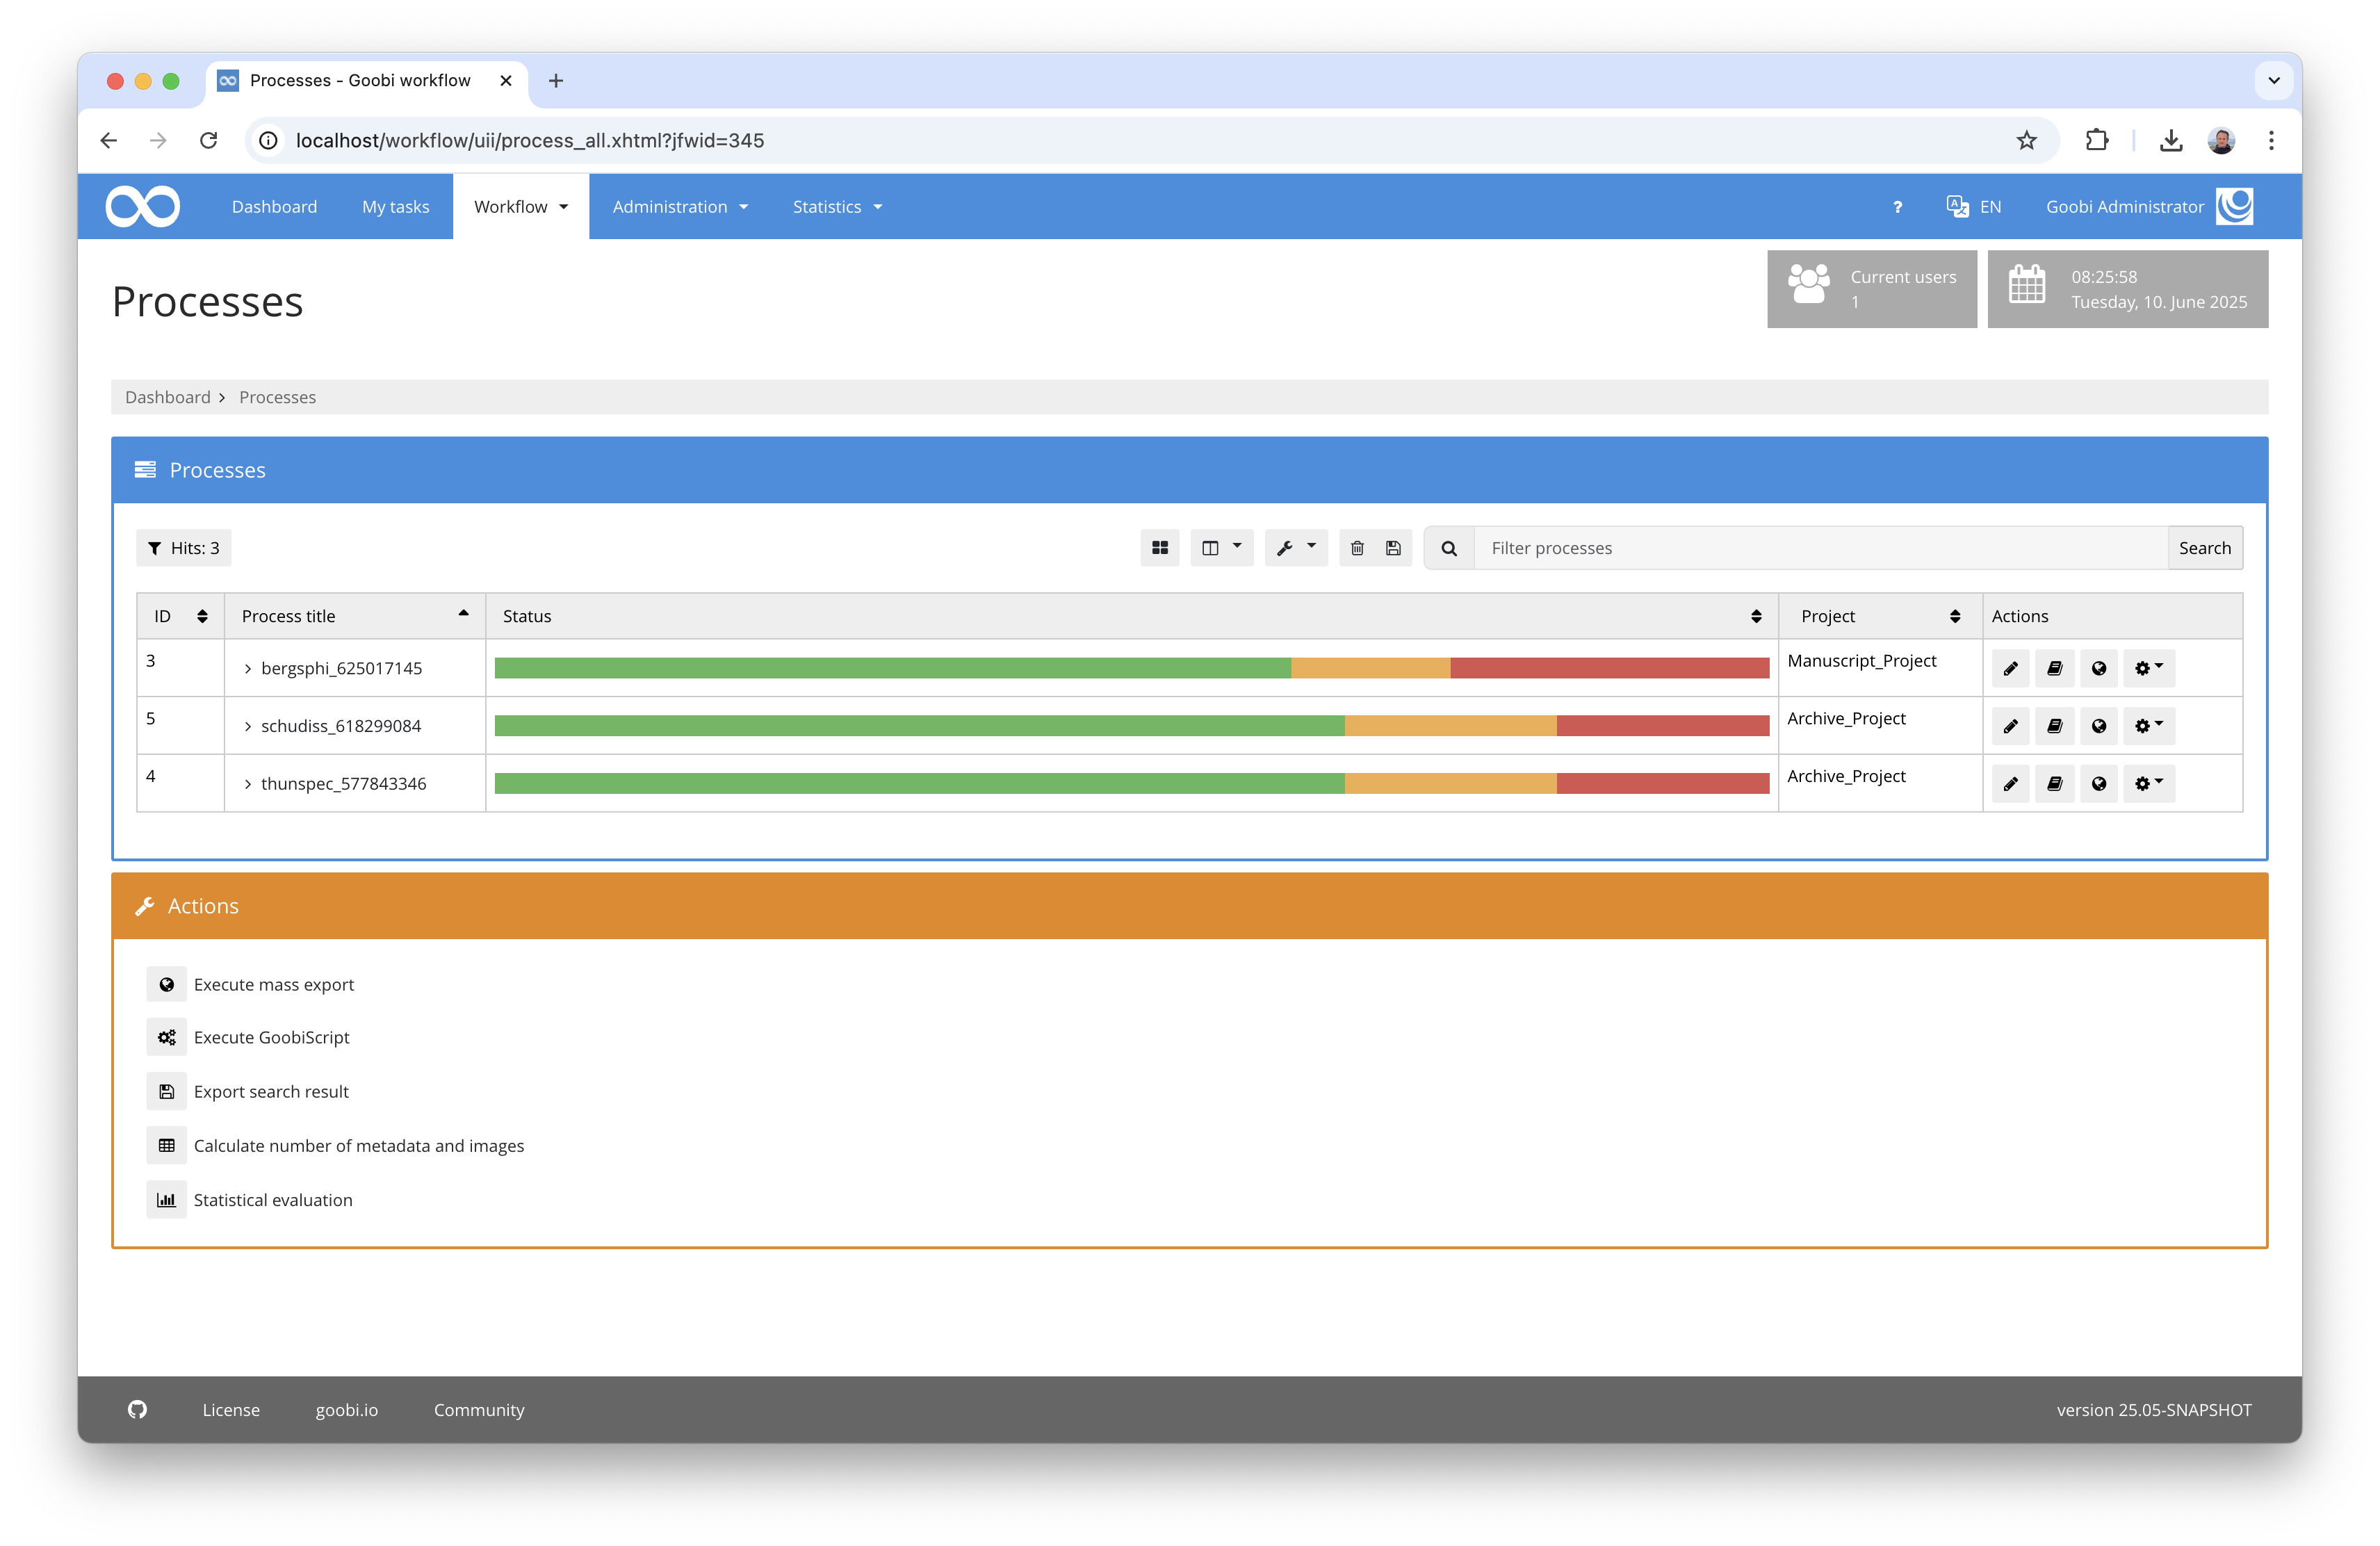 Processes - Goobi workflow
localhost/workflow/uii/process_all.xhtml?jfwid=345
Dashboard My tasks Workflow Administration Statistics ? EN Goobi Administrator
Processes
Current users
1
08:25:58
Tuesday, 10. June 2025
Dashboard > Processes
Processes
Hits: 3 Filter processes Search
ID Process title Status Project Actions
3 bergsphi_625017145 Manuscript_Project
5 schudiss_618299084 Archive_Project
4 thunspec_577843346 Archive_Project
Actions
Execute mass export
Execute GoobiScript
Export search result
Calculate number of metadata and images
Statistical evaluation
License goobi.io Community version 25.05-SNAPSHOT